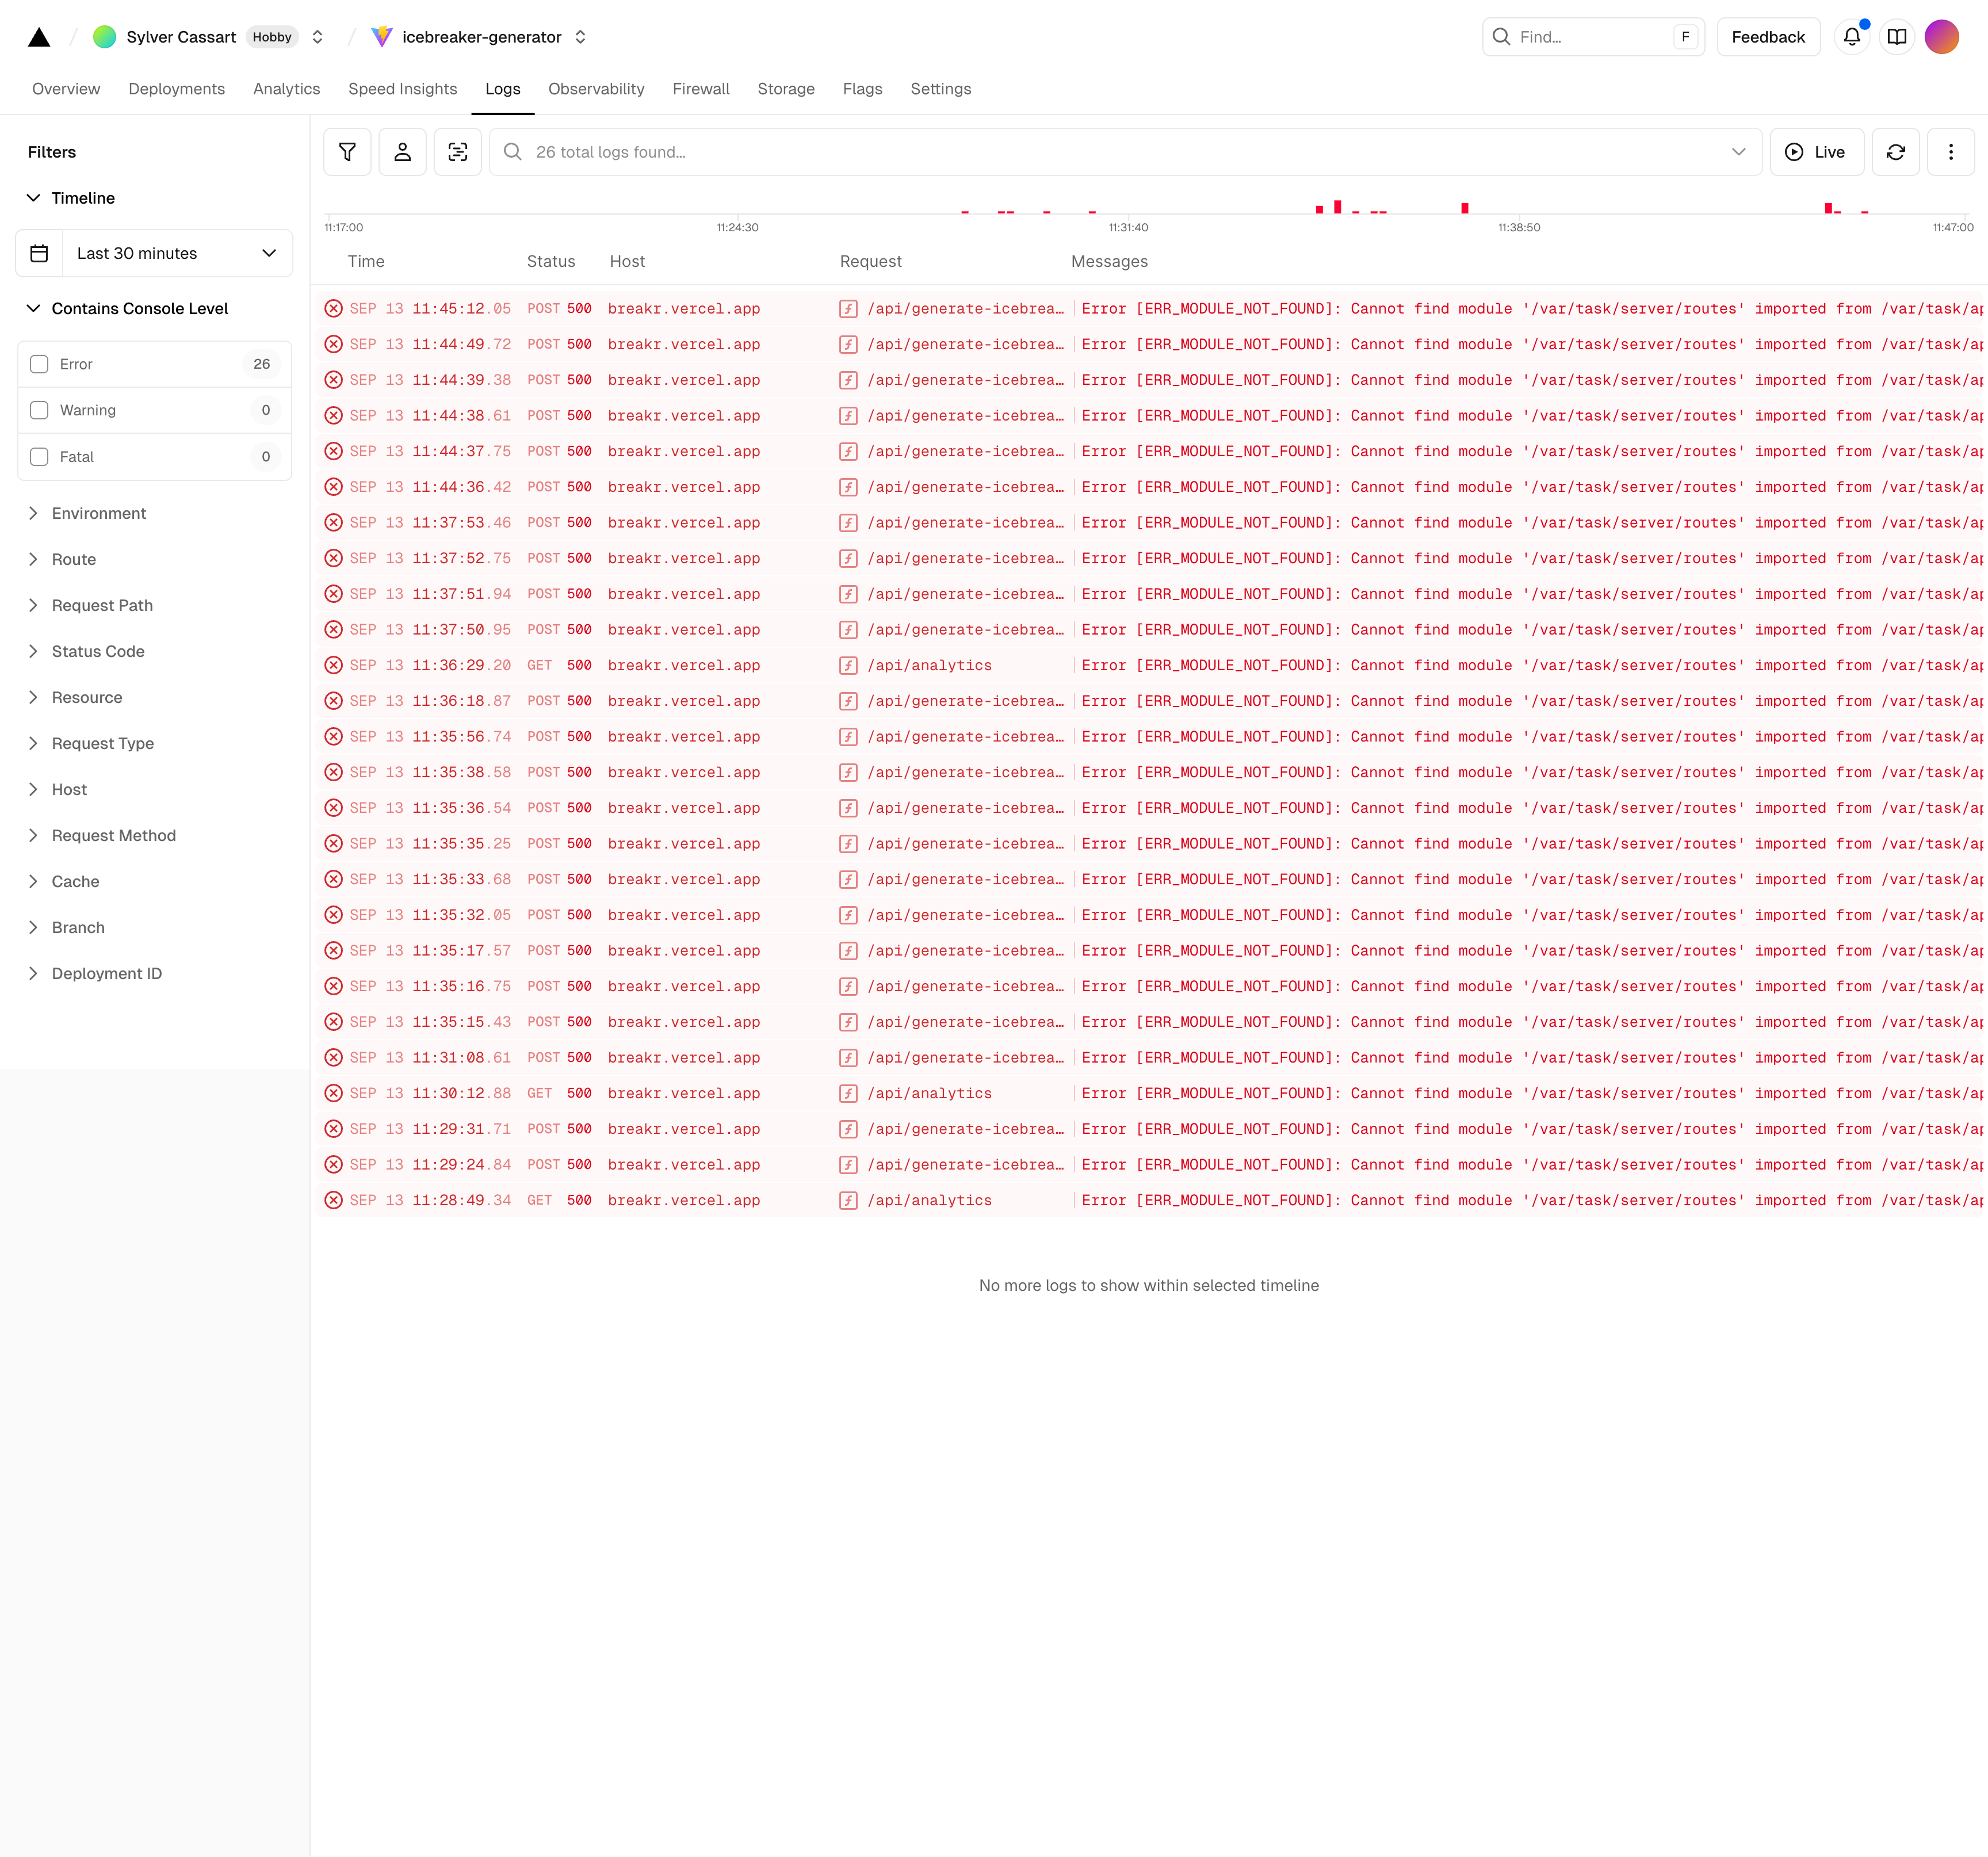 Sylver Cassart Hobby icebreaker-generator Find... F Feedback
Overview Deployments Analytics Speed Insights Logs Observability Firewall Storage Flags Settings
Filters
Timeline
Last 30 minutes
Contains Console Level
Error 26
Warning 0
Fatal 0
Environment
Route
Request Path
Status Code
Resource
Request Type
Host
Request Method
Cache
Branch
Deployment ID
26 total logs found... Live
11:17:00 11:24:30 11:31:40 11:38:50 11:47:00
Time Status Host Request Messages
SEP 13 11:45:12.05 POST 500 breakr.vercel.app /api/generate-icebrea… Error [ERR_MODULE_NOT_FOUND]: Cannot find module '/var/task/server/routes' imported from /var/task/ap
SEP 13 11:44:49.72 POST 500 breakr.vercel.app /api/generate-icebrea… Error [ERR_MODULE_NOT_FOUND]: Cannot find module '/var/task/server/routes' imported from /var/task/ap
SEP 13 11:44:39.38 POST 500 breakr.vercel.app /api/generate-icebrea… Error [ERR_MODULE_NOT_FOUND]: Cannot find module '/var/task/server/routes' imported from /var/task/ap
SEP 13 11:44:38.61 POST 500 breakr.vercel.app /api/generate-icebrea… Error [ERR_MODULE_NOT_FOUND]: Cannot find module '/var/task/server/routes' imported from /var/task/ap
SEP 13 11:44:37.75 POST 500 breakr.vercel.app /api/generate-icebrea… Error [ERR_MODULE_NOT_FOUND]: Cannot find module '/var/task/server/routes' imported from /var/task/ap
SEP 13 11:44:36.42 POST 500 breakr.vercel.app /api/generate-icebrea… Error [ERR_MODULE_NOT_FOUND]: Cannot find module '/var/task/server/routes' imported from /var/task/ap
SEP 13 11:37:53.46 POST 500 breakr.vercel.app /api/generate-icebrea… Error [ERR_MODULE_NOT_FOUND]: Cannot find module '/var/task/server/routes' imported from /var/task/ap
SEP 13 11:37:52.75 POST 500 breakr.vercel.app /api/generate-icebrea… Error [ERR_MODULE_NOT_FOUND]: Cannot find module '/var/task/server/routes' imported from /var/task/ap
SEP 13 11:37:51.94 POST 500 breakr.vercel.app /api/generate-icebrea… Error [ERR_MODULE_NOT_FOUND]: Cannot find module '/var/task/server/routes' imported from /var/task/ap
SEP 13 11:37:50.95 POST 500 breakr.vercel.app /api/generate-icebrea… Error [ERR_MODULE_NOT_FOUND]: Cannot find module '/var/task/server/routes' imported from /var/task/ap
SEP 13 11:36:29.20 GET 500 breakr.vercel.app /api/analytics Error [ERR_MODULE_NOT_FOUND]: Cannot find module '/var/task/server/routes' imported from /var/task/ap
SEP 13 11:36:18.87 POST 500 breakr.vercel.app /api/generate-icebrea… Error [ERR_MODULE_NOT_FOUND]: Cannot find module '/var/task/server/routes' imported from /var/task/ap
SEP 13 11:35:56.74 POST 500 breakr.vercel.app /api/generate-icebrea… Error [ERR_MODULE_NOT_FOUND]: Cannot find module '/var/task/server/routes' imported from /var/task/ap
SEP 13 11:35:38.58 POST 500 breakr.vercel.app /api/generate-icebrea… Error [ERR_MODULE_NOT_FOUND]: Cannot find module '/var/task/server/routes' imported from /var/task/ap
SEP 13 11:35:36.54 POST 500 breakr.vercel.app /api/generate-icebrea… Error [ERR_MODULE_NOT_FOUND]: Cannot find module '/var/task/server/routes' imported from /var/task/ap
SEP 13 11:35:35.25 POST 500 breakr.vercel.app /api/generate-icebrea… Error [ERR_MODULE_NOT_FOUND]: Cannot find module '/var/task/server/routes' imported from /var/task/ap
SEP 13 11:35:33.68 POST 500 breakr.vercel.app /api/generate-icebrea… Error [ERR_MODULE_NOT_FOUND]: Cannot find module '/var/task/server/routes' imported from /var/task/ap
SEP 13 11:35:32.05 POST 500 breakr.vercel.app /api/generate-icebrea… Error [ERR_MODULE_NOT_FOUND]: Cannot find module '/var/task/server/routes' imported from /var/task/ap
SEP 13 11:35:17.57 POST 500 breakr.vercel.app /api/generate-icebrea… Error [ERR_MODULE_NOT_FOUND]: Cannot find module '/var/task/server/routes' imported from /var/task/ap
SEP 13 11:35:16.75 POST 500 breakr.vercel.app /api/generate-icebrea… Error [ERR_MODULE_NOT_FOUND]: Cannot find module '/var/task/server/routes' imported from /var/task/ap
SEP 13 11:35:15.43 POST 500 breakr.vercel.app /api/generate-icebrea… Error [ERR_MODULE_NOT_FOUND]: Cannot find module '/var/task/server/routes' imported from /var/task/ap
SEP 13 11:31:08.61 POST 500 breakr.vercel.app /api/generate-icebrea… Error [ERR_MODULE_NOT_FOUND]: Cannot find module '/var/task/server/routes' imported from /var/task/ap
SEP 13 11:30:12.88 GET 500 breakr.vercel.app /api/analytics Error [ERR_MODULE_NOT_FOUND]: Cannot find module '/var/task/server/routes' imported from /var/task/ap
SEP 13 11:29:31.71 POST 500 breakr.vercel.app /api/generate-icebrea… Error [ERR_MODULE_NOT_FOUND]: Cannot find module '/var/task/server/routes' imported from /var/task/ap
SEP 13 11:29:24.84 POST 500 breakr.vercel.app /api/generate-icebrea… Error [ERR_MODULE_NOT_FOUND]: Cannot find module '/var/task/server/routes' imported from /var/task/ap
SEP 13 11:28:49.34 GET 500 breakr.vercel.app /api/analytics Error [ERR_MODULE_NOT_FOUND]: Cannot find module '/var/task/server/routes' imported from /var/task/ap
No more logs to show within selected timeline